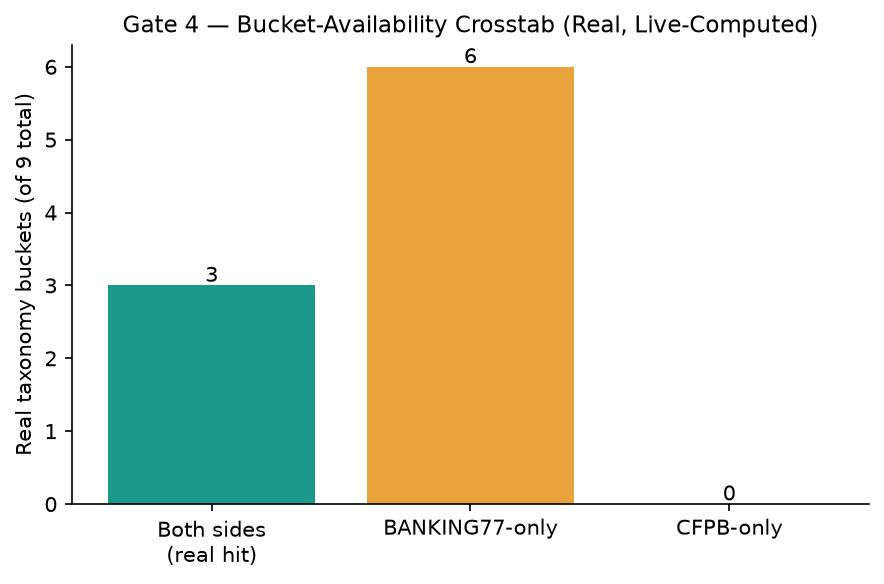 Gate 4 — Bucket-Availability Crosstab (Real, Live-Computed)
Real taxonomy buckets (of 9 total)
6
5
4
3
2
1
0
3
6
0
Both sides
(real hit)
BANKING77-only
CFPB-only